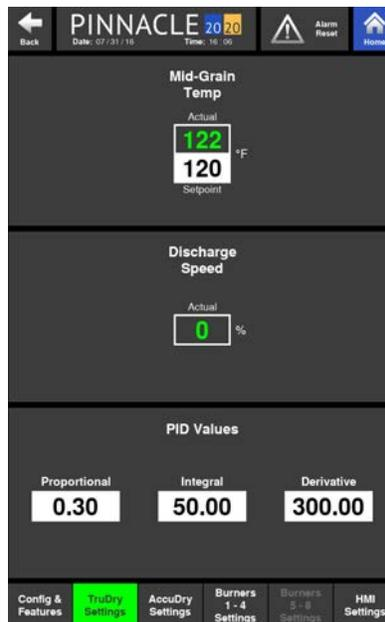 PINNACLE 20 20
Back
Date: 07/31/16 Time: 16:06
Alarm
Reset
Home
Mid-Grain
Temp
Actual
122
°F
120
Setpoint
Discharge
Speed
Actual
0 %
PID Values
Proportional Integral Derivative
0.30 50.00 300.00
Config &
Features
TruDry
Settings
AccuDry
Settings
Burners
1 - 4
Settings
Burners
5 - 8
Settings
HMI
Settings